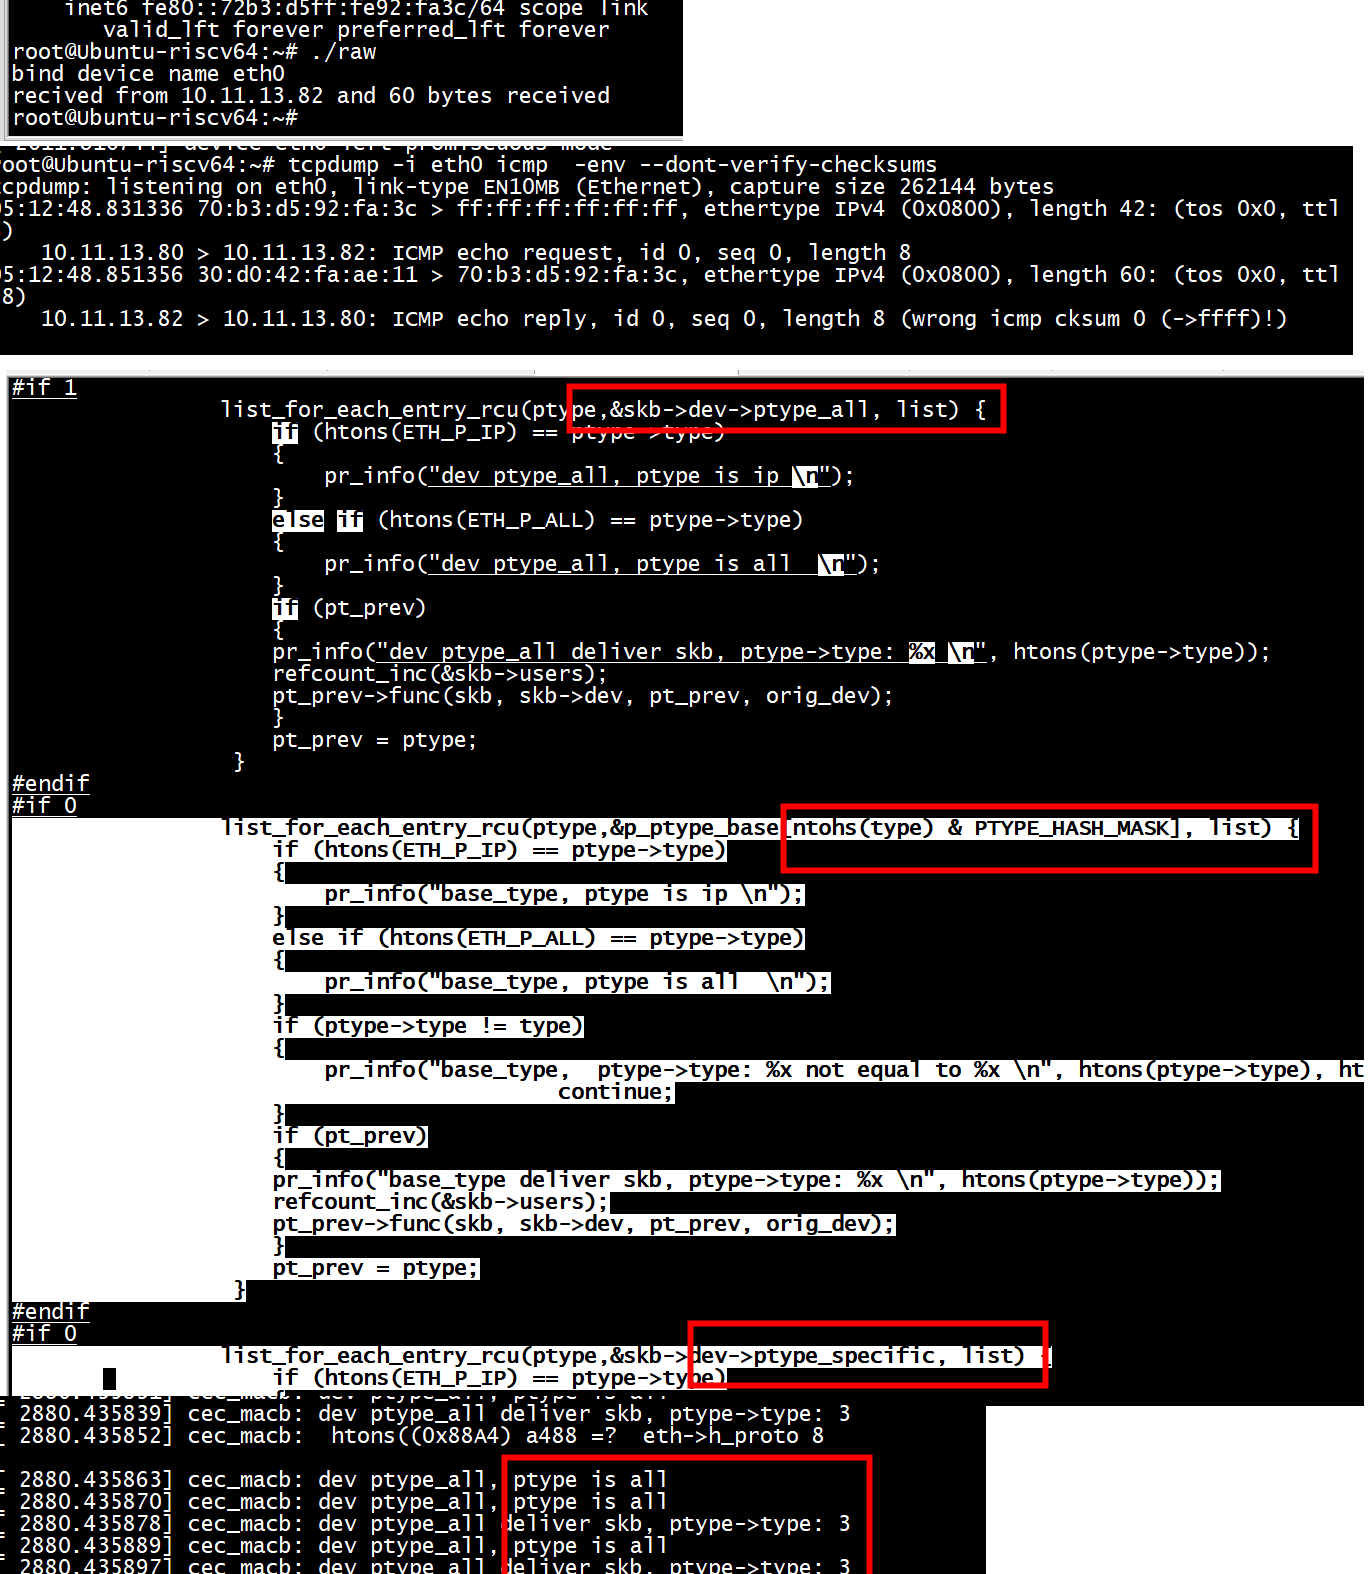 inet6 fe80::72b3:d5ff:fe92:fa3c/64 scope link
valid_lft forever preferred_lft forever
root@Ubuntu-riscv64:~# ./raw
bind device name eth0
recived from 10.11.13.82 and 60 bytes received
root@Ubuntu-riscv64:~#
root@Ubuntu-riscv64:~# tcpdump -i eth0 icmp  -env --dont-verify-checksums
tcpdump: listening on eth0, link-type EN10MB (Ethernet), capture size 262144 bytes
05:12:48.831336 70:b3:d5:92:fa:3c > ff:ff:ff:ff:ff:ff, ethertype IPv4 (0x0800), length 42: (tos 0x0, ttl
)
10.11.13.80 > 10.11.13.82: ICMP echo request, id 0, seq 0, length 8
05:12:48.851356 30:d0:42:fa:ae:11 > 70:b3:d5:92:fa:3c, ethertype IPv4 (0x0800), length 60: (tos 0x0, ttl
8)
10.11.13.82 > 10.11.13.80: ICMP echo reply, id 0, seq 0, length 8 (wrong icmp cksum 0 (->ffff)!)
#if 1
list_for_each_entry_rcu(ptype,&skb->dev->ptype_all, list) {
if (htons(ETH_P_IP) == ptype->type)
{
pr_info("dev ptype_all, ptype is ip \n");
}
else if (htons(ETH_P_ALL) == ptype->type)
{
pr_info("dev ptype_all, ptype is all  \n");
}
if (pt_prev)
{
pr_info("dev ptype_all deliver skb, ptype->type: %x \n", htons(ptype->type));
refcount_inc(&skb->users);
pt_prev->func(skb, skb->dev, pt_prev, orig_dev);
}
pt_prev = ptype;
}
#endif
#if 0
list_for_each_entry_rcu(ptype,&p_ptype_base[ntohs(type) & PTYPE_HASH_MASK], list) {
if (htons(ETH_P_IP) == ptype->type)
{
pr_info("base_type, ptype is ip \n");
}
else if (htons(ETH_P_ALL) == ptype->type)
{
pr_info("base_type, ptype is all  \n");
}
if (ptype->type != type)
{
pr_info("base_type,  ptype->type: %x not equal to %x \n", htons(ptype->type), ht
continue;
}
if (pt_prev)
{
pr_info("base_type deliver skb, ptype->type: %x \n", htons(ptype->type));
refcount_inc(&skb->users);
pt_prev->func(skb, skb->dev, pt_prev, orig_dev);
}
pt_prev = ptype;
}
#endif
#if 0
list_for_each_entry_rcu(ptype,&skb->dev->ptype_specific, list) {
if (htons(ETH_P_IP) == ptype->type)
cec_macb: dev ptype_all, ptype is all
[ 2880.435839] cec_macb: dev ptype_all deliver skb, ptype->type: 3
[ 2880.435852] cec_macb:  htons((0x88A4) a488 =?  eth->h_proto 8
[ 2880.435863] cec_macb: dev ptype_all, ptype is all
[ 2880.435870] cec_macb: dev ptype_all, ptype is all
[ 2880.435878] cec_macb: dev ptype_all deliver skb, ptype->type: 3
[ 2880.435889] cec_macb: dev ptype_all, ptype is all
[ 2880.435897] cec_macb: dev ptype_all deliver skb, ptype->type: 3